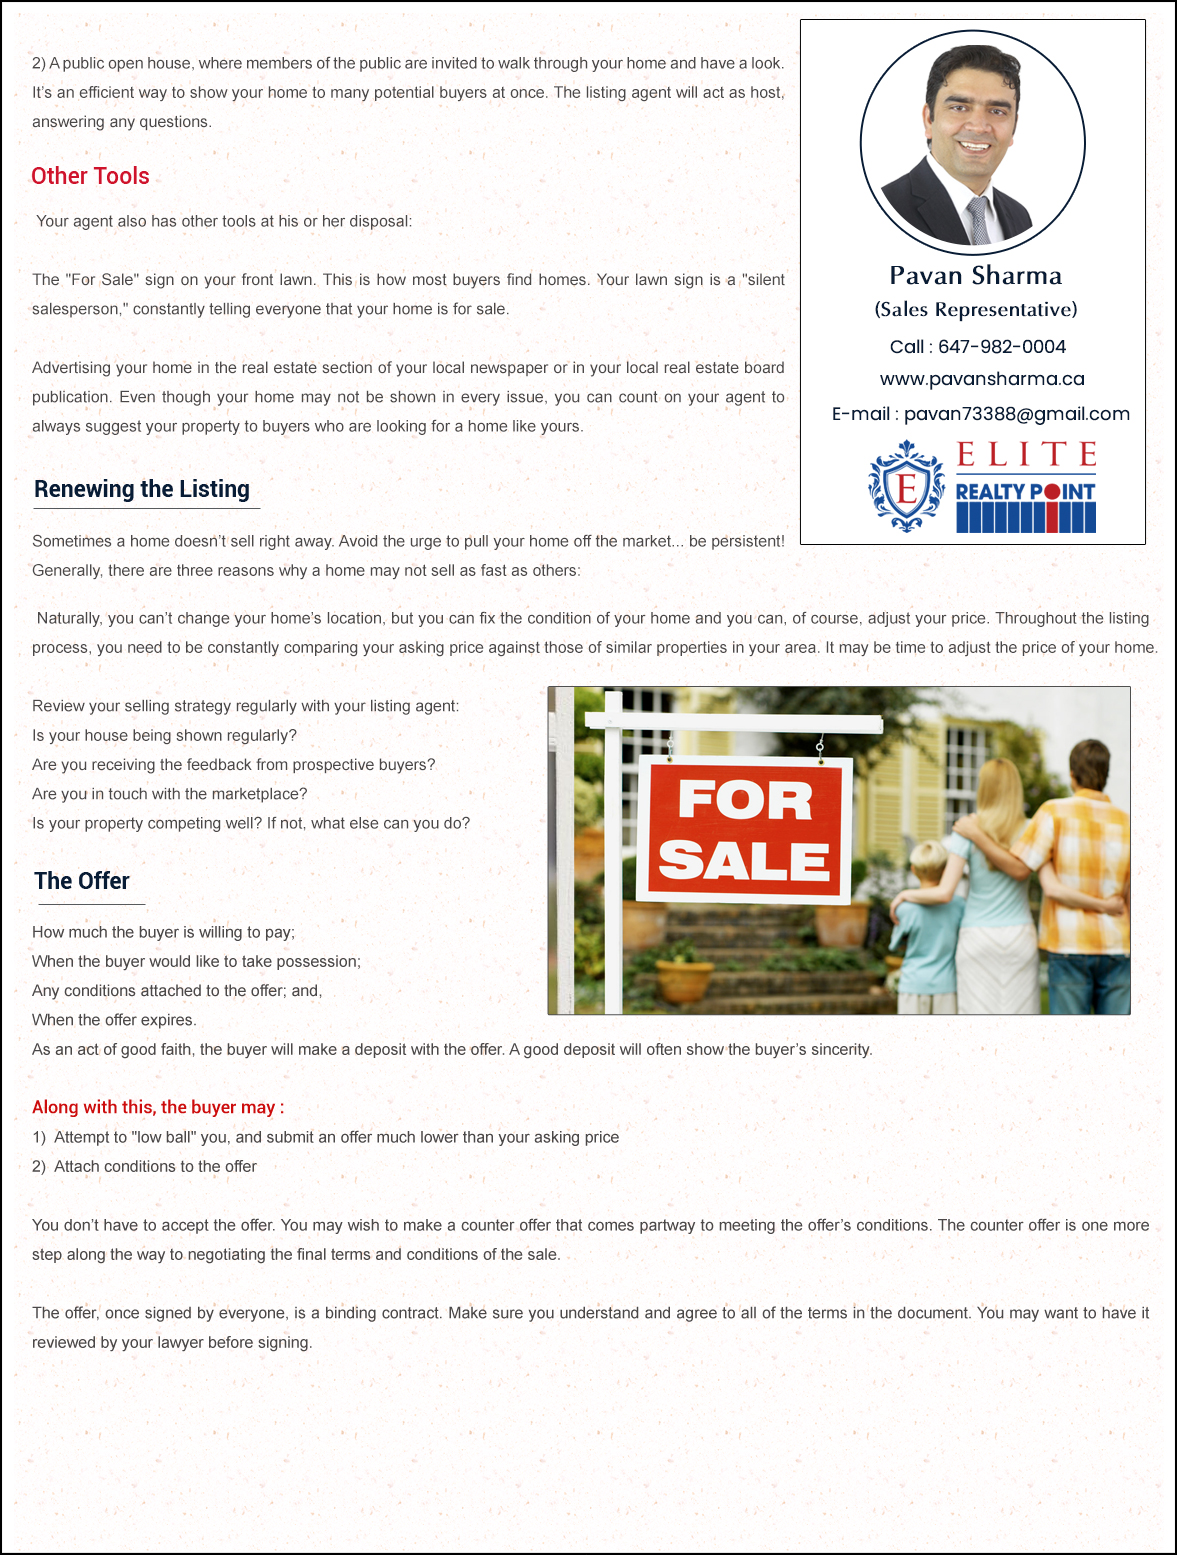 2) A public open house, where members of the public are invited to walk through your home and have a look.
It’s an efficient way to show your home to many potential buyers at once. The listing agent will act as host,
answering any questions.
Other Tools
Your agent also has other tools at his or her disposal:
The "For Sale" sign on your front lawn. This is how most buyers find homes. Your lawn sign is a "silent
salesperson," constantly telling everyone that your home is for sale.
Advertising your home in the real estate section of your local newspaper or in your local real estate board
publication. Even though your home may not be shown in every issue, you can count on your agent to
always suggest your property to buyers who are looking for a home like yours.
Pavan Sharma
(Sales Representative)
Call : 647-982-0004
www.pavansharma.ca
E-mail : pavan73388@gmail.com
E
ELITE
REALTY POINT
Renewing the Listing
Sometimes a home doesn’t sell right away. Avoid the urge to pull your home off the market... be persistent!
Generally, there are three reasons why a home may not sell as fast as others:
Naturally, you can’t change your home’s location, but you can fix the condition of your home and you can, of course, adjust your price. Throughout the listing
process, you need to be constantly comparing your asking price against those of similar properties in your area. It may be time to adjust the price of your home.
Review your selling strategy regularly with your listing agent:
Is your house being shown regularly?
Are you receiving the feedback from prospective buyers?
Are you in touch with the marketplace?
Is your property competing well? If not, what else can you do?
FOR
SALE
The Offer
How much the buyer is willing to pay;
When the buyer would like to take possession;
Any conditions attached to the offer; and,
When the offer expires.
As an act of good faith, the buyer will make a deposit with the offer. A good deposit will often show the buyer’s sincerity.
Along with this, the buyer may :
1) Attempt to "low ball" you, and submit an offer much lower than your asking price
2) Attach conditions to the offer
You don’t have to accept the offer. You may wish to make a counter offer that comes partway to meeting the offer’s conditions. The counter offer is one more
step along the way to negotiating the final terms and conditions of the sale.
The offer, once signed by everyone, is a binding contract. Make sure you understand and agree to all of the terms in the document. You may want to have it
reviewed by your lawyer before signing.